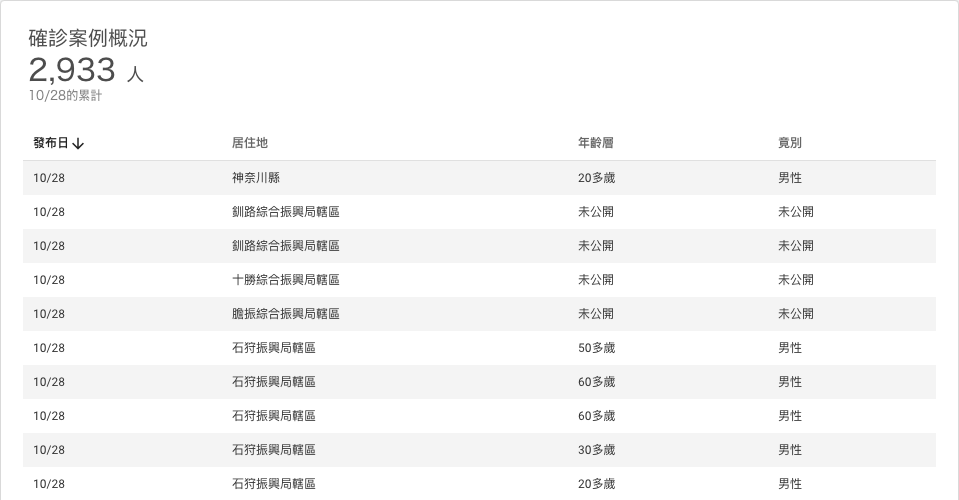 確診案例概況
2,933 人
10/28的累計
發布日↓ 居住地 年齡層 竟別
10/28 神奈川縣 20多歲 男性
10/28 釧路綜合振興局轄區 未公開 未公開
10/28 釧路綜合振興局轄區 未公開 未公開
10/28 十勝綜合振興局轄區 未公開 未公開
10/28 膽振綜合振興局轄區 未公開 未公開
10/28 石狩振興局轄區 50多歲 男性
10/28 石狩振興局轄區 60多歲 男性
10/28 石狩振興局轄區 60多歲 男性
10/28 石狩振興局轄區 30多歲 男性
10/28 石狩振興局轄區 20多歲 男性